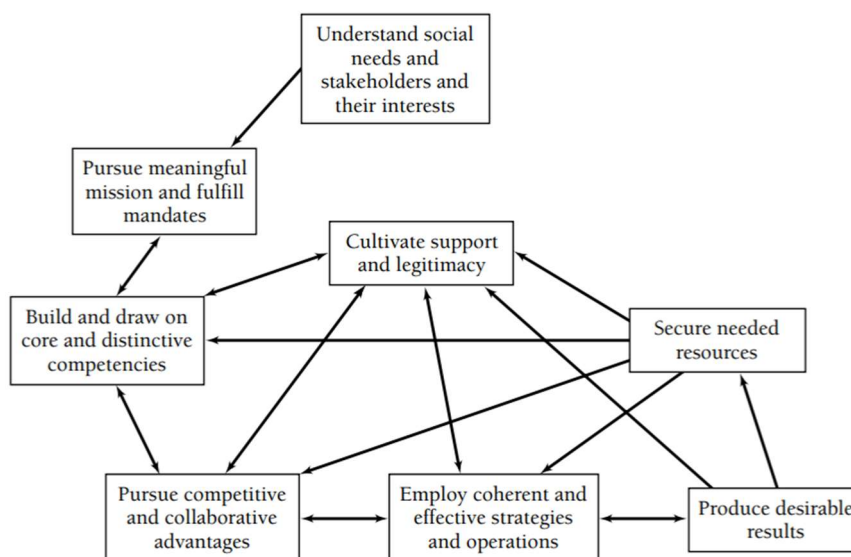 Understand social
needs and
stakeholders and
their interests
Pursue meaningful
mission and fulfill
mandates
Cultivate support
and legitimacy
Build and draw on
core and distinctive
competencies
Secure needed
resources
Pursue competitive
and collaborative
advantages
Employ coherent and
effective strategies
and operations
Produce desirable
results